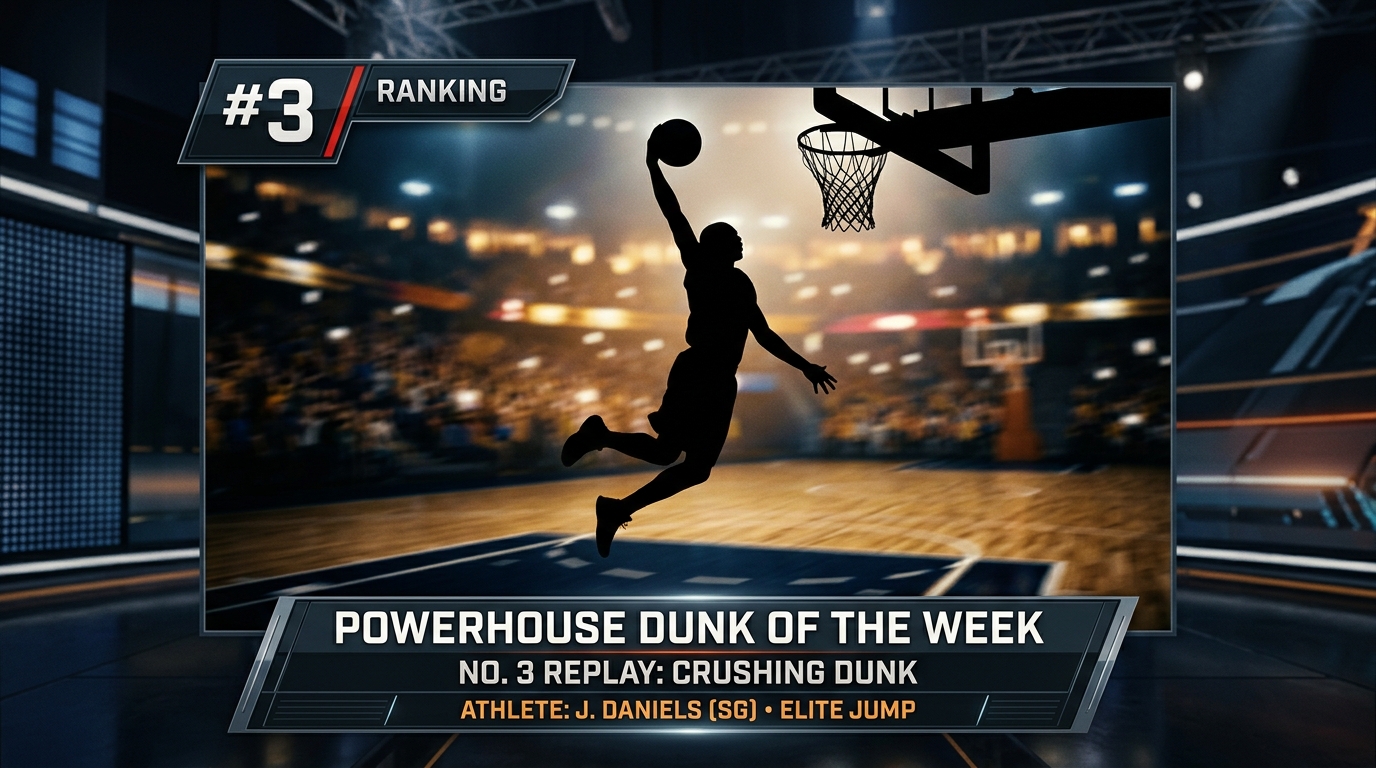 #3 RANKING
POWERHOUSE DUNK OF THE WEEK
NO. 3 REPLAY: CRUSHING DUNK
ATHLETE: J. DANIELS (SG) • ELITE JUMP